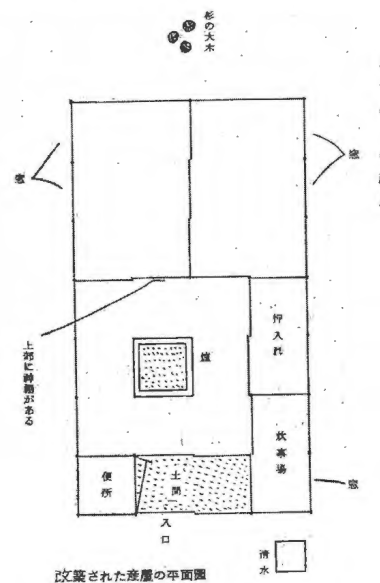 杉の大木
窓
窓
上部に神棚がある
爐
押入れ
炊事場
便所
土間
入口
窓
清水
改築された産屋の平面圖